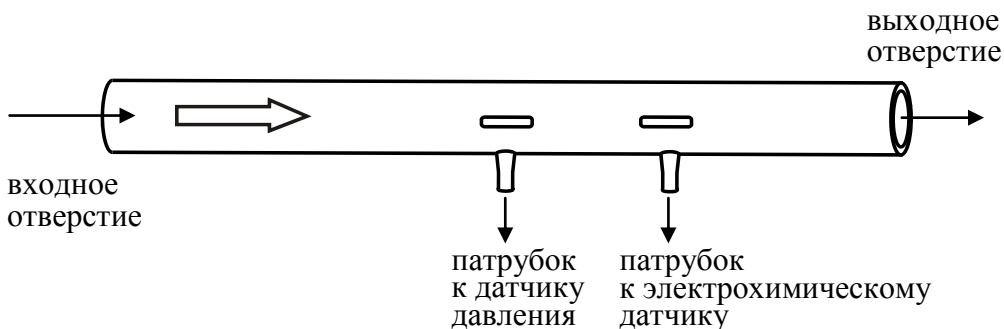 выходное
отверстие
входное
отверстие
патрубок
к датчику
давления
патрубок
к электрохимическому
датчику